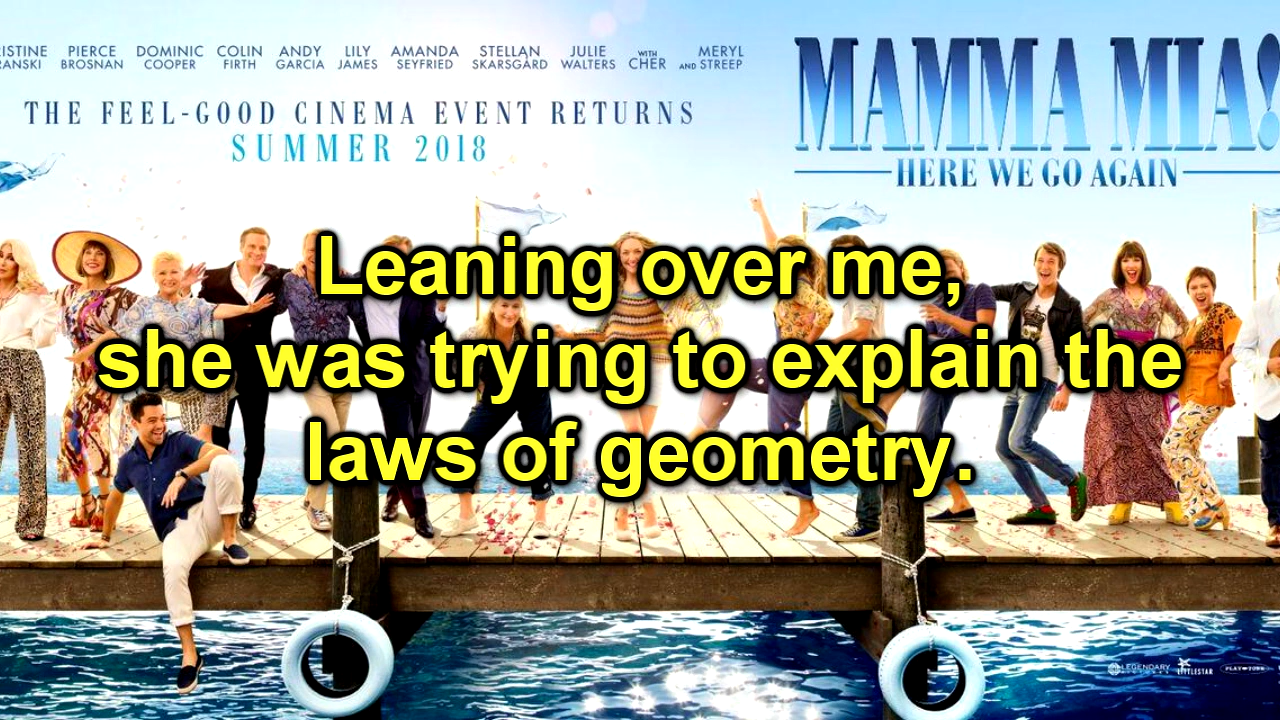 ISTINE PIERCE DOMINIC COLIN ANDY LILY AMANDA STELLAN JULIE WITH MERYL
RANSKI BROSNAN COOPER FIRTH GARCIA JAMES SEYFRIED SKARSGARD WALTERS CHER AND STREEP
THE FEEL-GOOD CINEMA EVENT RETURNS
SUMMER 2018
MAMMA MIA!
HERE WE GO AGAIN
Leaning over me,
she was trying to explain the
laws of geometry.
LEGENDARY
LITTLESTAR
PLAYTONE